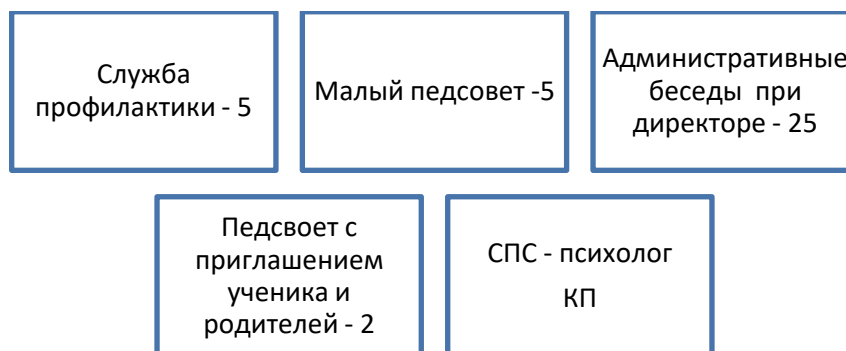 Служба
профилактики - 5
Малый педсовет -5
Административные
беседы при
директоре - 25
Педсвоет с
приглашением
ученика и
родителей - 2
СПС - психолог
КП